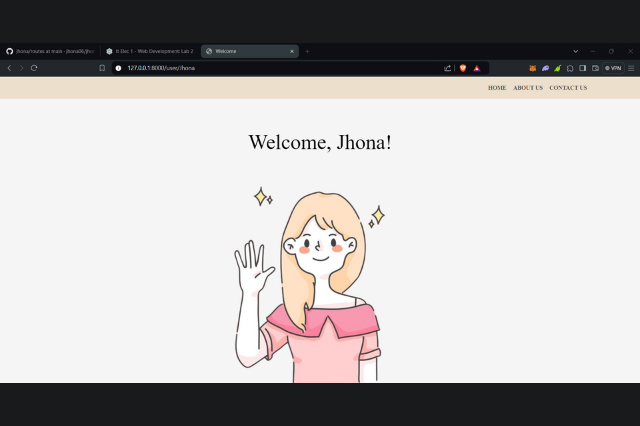 jhona/routes at main · jhona06/jho
It Elec 3 - Web Development Lab 2
Welcome
127.0.0.1:8000/user/Jhona
VPN
HOME ABOUT US CONTACT US
Welcome, Jhona!